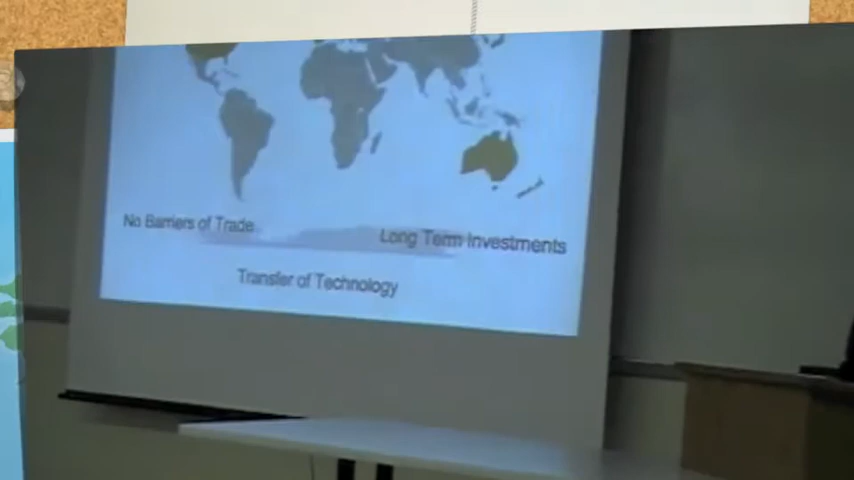 No Barriers of Trade
Long Term Investments
Transfer of Technology